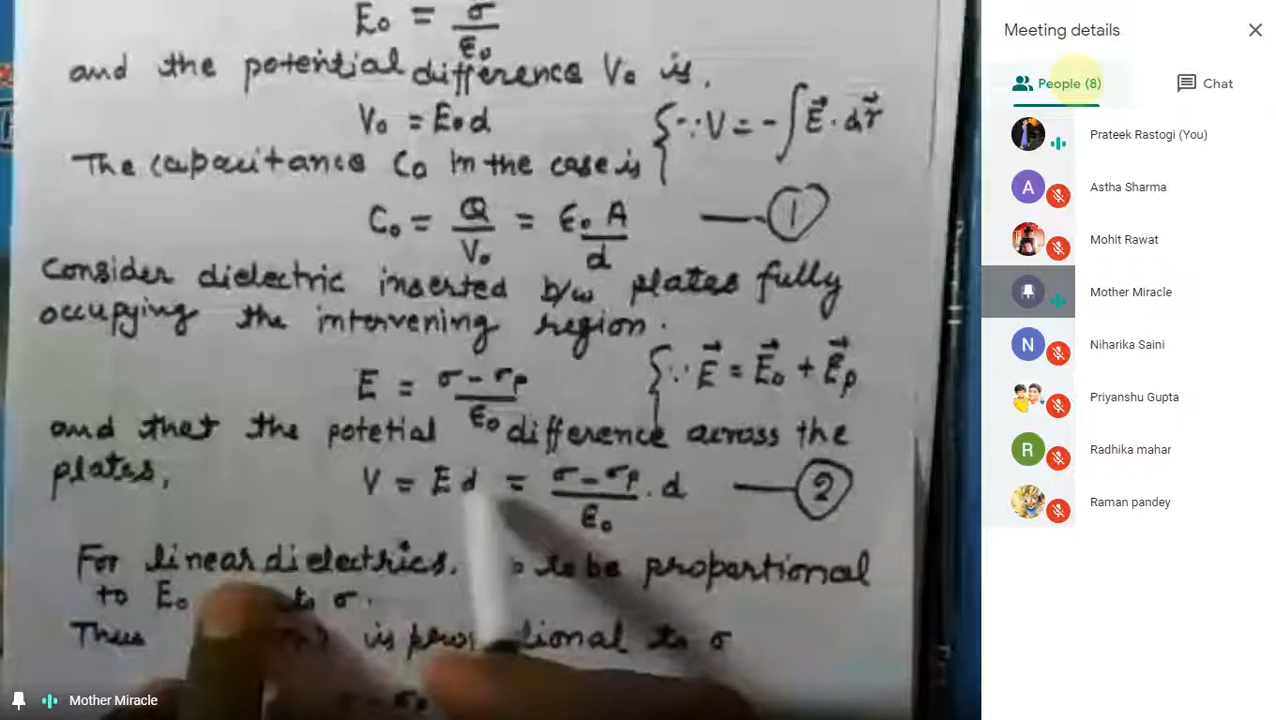 E₀ = σ/ε₀
and the potential difference V₀ is.
V₀ = E₀d {∵ V = -∫E⃗ . dr⃗
The capacitance C₀ in the case is
C₀ = Q/V₀ = ε₀ A/d —①
Consider dielectric inserted b/w plates fully
occupying the intervening region.
E = σ - σₚ/ε₀ {∵ E⃗ = E⃗₀ + E⃗ₚ
and that the potetial difference across the
plates,
V = Ed = σ - σₚ/ε₀ . d —②
For linear dielectrics. to be proportional
to E₀ to σ.
Thus is proportional to σ
Mother Miracle
Meeting details
People (8)
Chat
Prateek Rastogi (You)
A Astha Sharma
Mohit Rawat
Mother Miracle
N Niharika Saini
Priyanshu Gupta
R Radhika mahar
Raman pandey